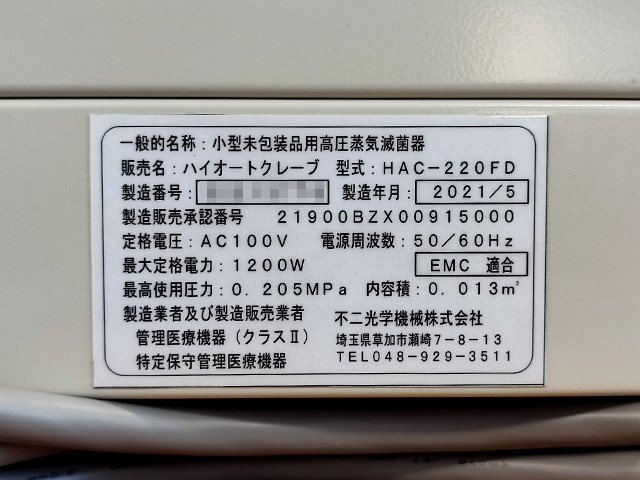 一般的名称：小型未包装品用高圧蒸気滅菌器
販売名：ハイオートクレーブ 型式：HAC-220FD
製造番号： 製造年月：2021/5
製造販売承認番号 21900BZX00915000
定格電圧：AC100V 電源周波数：50/60Hz
最大定格電力：1200W EMC 適合
最高使用圧力：0.205MPa 内容積：0.013m³
製造業者及び製造販売業者 不二光学機械株式会社
管理医療機器（クラスⅡ） 埼玉県草加市瀬崎7-8-13
特定保守管理医療機器 TEL048-929-3511